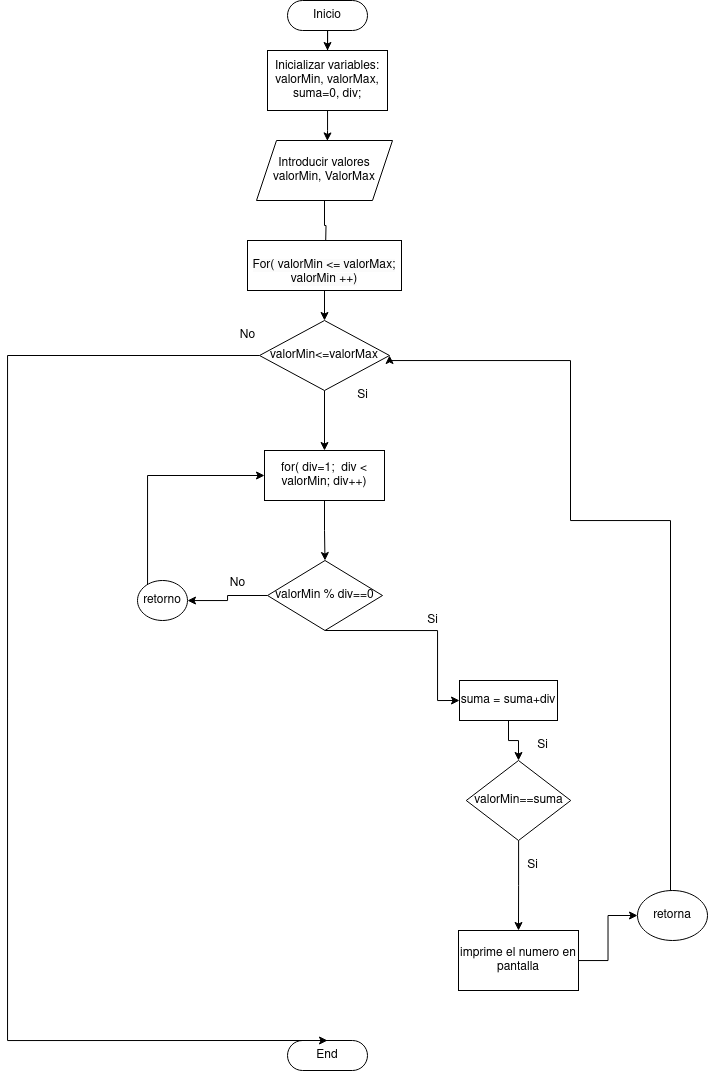 Inicio
Inicializar variables:
valorMin, valorMax,
suma=0, div;
Introducir valores
valorMin, ValorMax
For( valorMin <= valorMax;
valorMin ++)
No
valorMin<=valorMax
Si
for( div=1;  div <
valorMin; div++)
No
valorMin % div==0
retorno
Si
suma = suma+div
Si
valorMin==suma
Si
retorna
imprime el numero en
pantalla
End